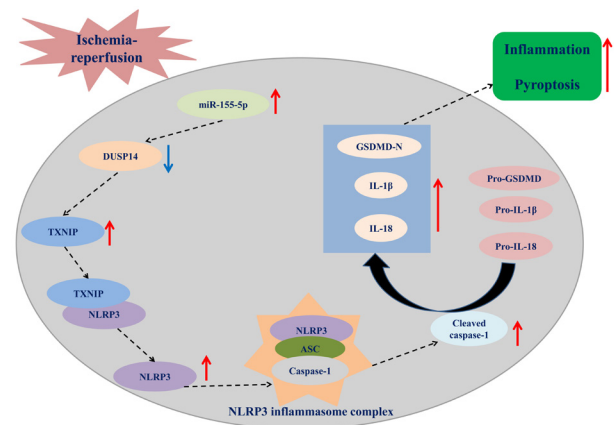 Ischemia-
reperfusion
Inflammation
Pyroptosis
miR-155-5p
DUSP14
TXNIP
TXNIP
NLRP3
NLRP3
NLRP3
ASC
Caspase-1
NLRP3 inflammasome complex
Cleaved
caspase-1
GSDMD-N
IL-1β
IL-18
Pro-GSDMD
Pro-IL-1β
Pro-IL-18